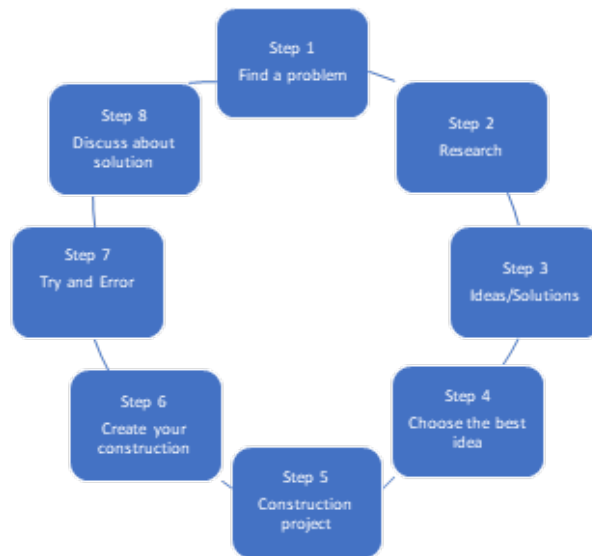 Step 1
Find a problem
Step 2
Research
Step 3
Ideas/Solutions
Step 4
Choose the best
idea
Step 5
Construction
project
Step 6
Create your
construction
Step 7
Try and Error
Step 8
Discuss about
solution